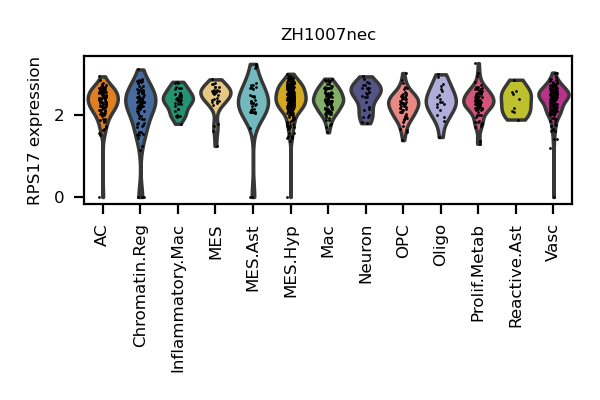 ZH1007nec
RPS17 expression
2
0
AC
Chromatin.Reg
Inflammatory.Mac
MES
MES.Ast
MES.Hyp
Mac
Neuron
OPC
Oligo
Prolif.Metab
Reactive.Ast
Vasc